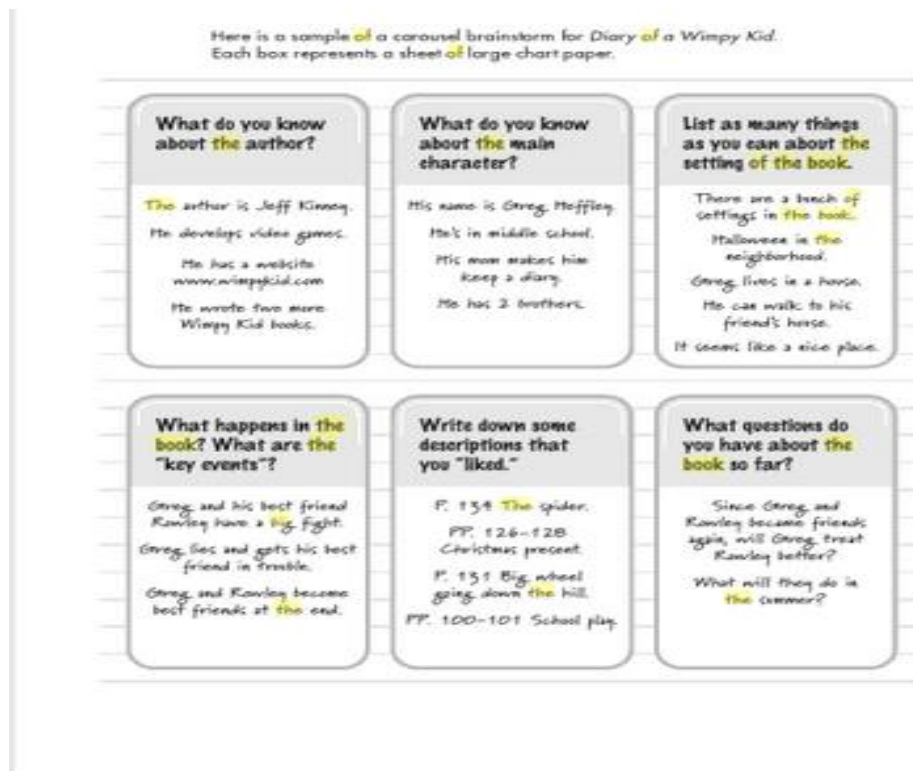 Here is a sample of a carousel brainstorm for Diary of a Wimpy Kid.
Each box represents a sheet of large chart paper.
What do you know
about the author?
The author is Jeff Kinney.
He develops video games.
He has a website
www.wimpykid.com
He wrote two more
Wimpy Kid books.
What do you know
about the main
character?
His name is Greg Heffley.
He's in middle school.
His mom makes him
keep a diary.
He has 2 brothers.
List as many things
as you can about the
setting of the book.
There are a bunch of
settings in the book.
Halloween in the
neighborhood.
Greg lives in a house.
He can walk to his
friend's house.
It seems like a nice place.
What happens in the
book? What are the
"key events"?
Greg and his best friend
Rowley have a big fight.
Greg lies and gets his best
friend in trouble.
Greg and Rowley become
best friends at the end.
Write down some
descriptions that
you "liked."
P. 134 The spider.
PP. 126-128
Christmas present
P. 131 Big wheel
going down the hill.
PP. 100-101 School play.
What questions do
you have about the
book so far?
Since Greg and
Rowley became friends
again, will Greg treat
Rowley better?
What will they do in
the summer?